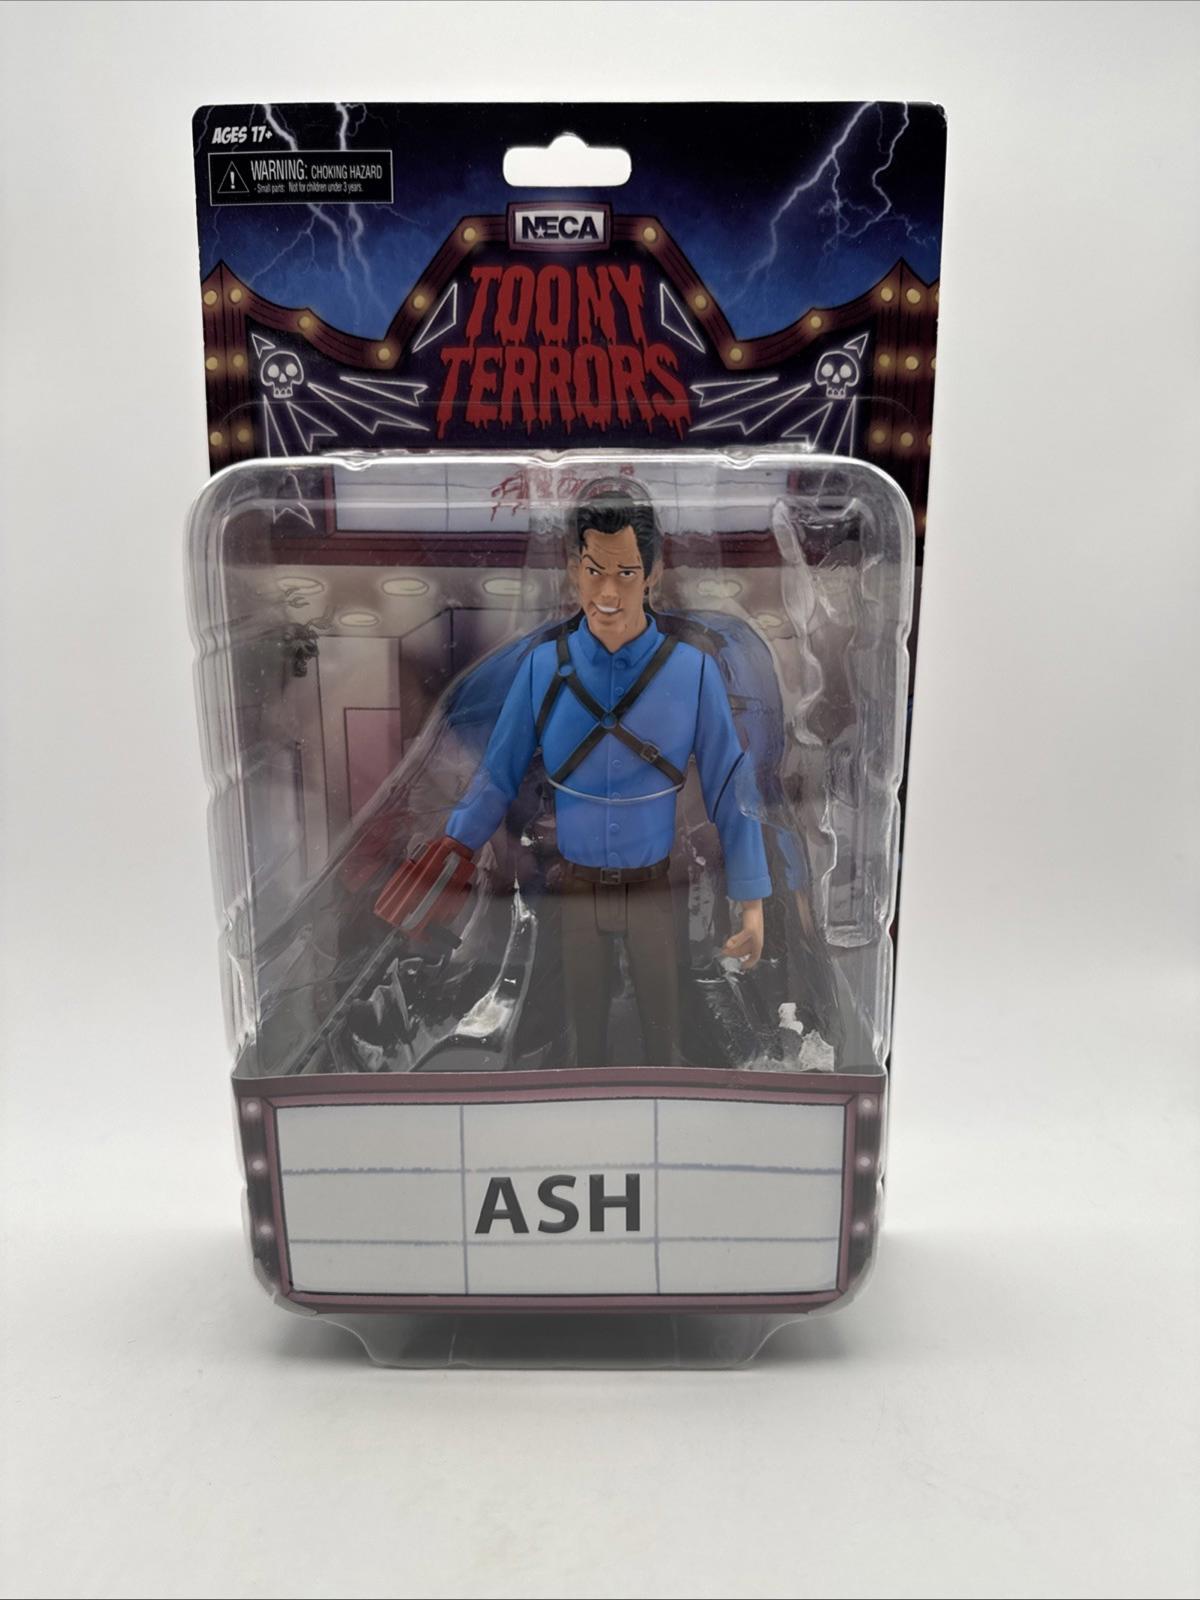 AGES 17+
WARNING: CHOKING HAZARD
- Small parts. Not for children under 3 years.
NECA
TOONY
TERRORS
ASH